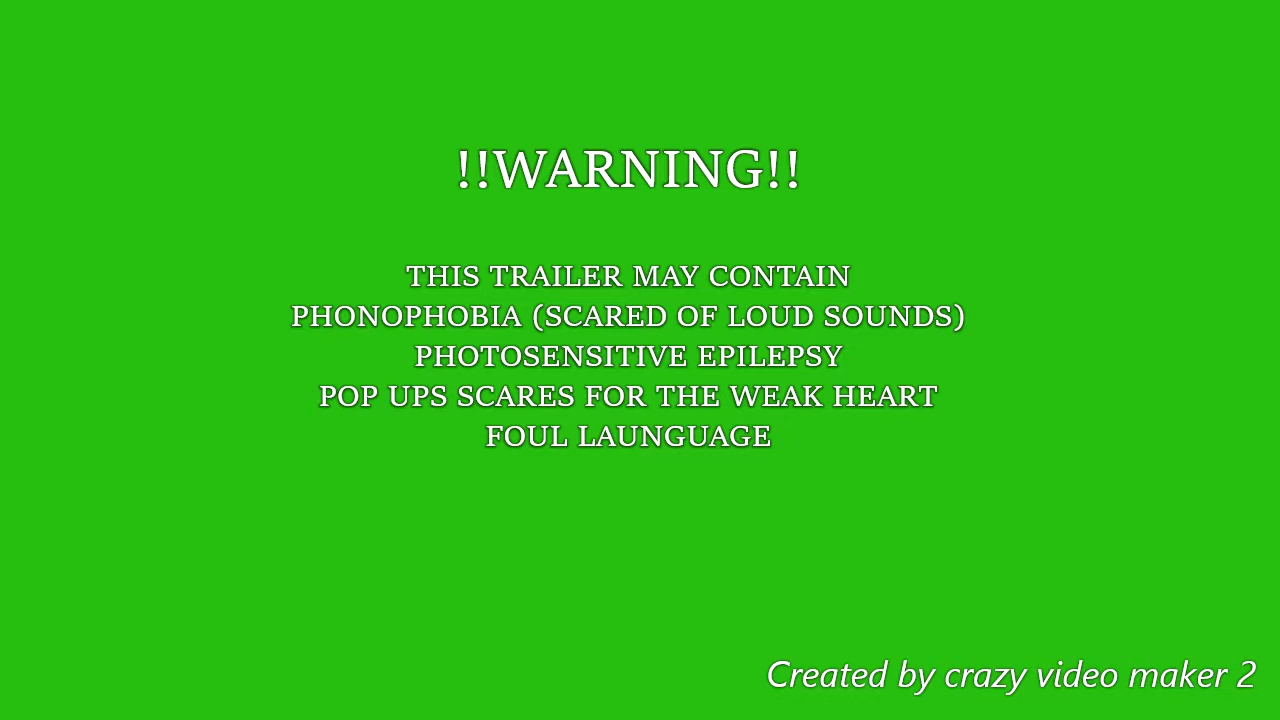 !!WARNING!!
THIS TRAILER MAY CONTAIN
PHONOPHOBIA (SCARED OF LOUD SOUNDS)
PHOTOSENSITIVE EPILEPSY
POP UPS SCARES FOR THE WEAK HEART
FOUL LAUNGUAGE
Created by crazy video maker 2